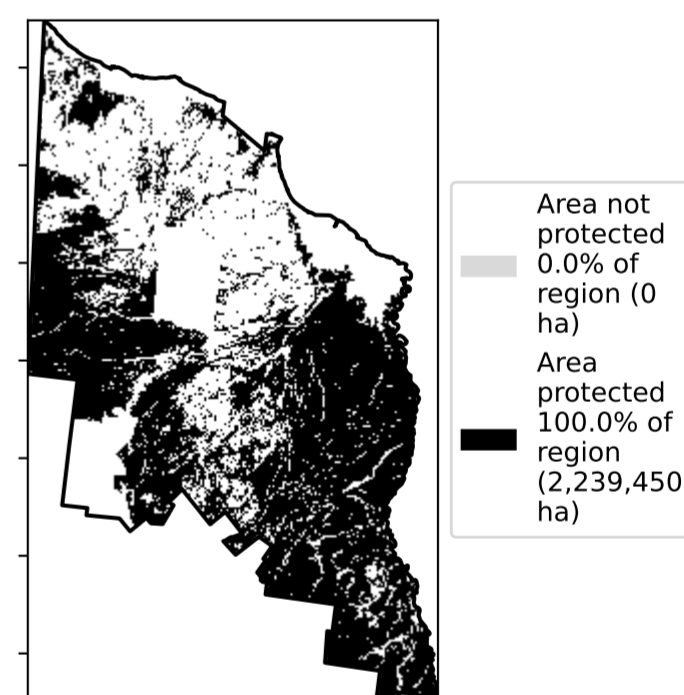 Area not
protected
0.0% of
region (0
ha)
Area
protected
100.0% of
region
(2,239,450
ha)